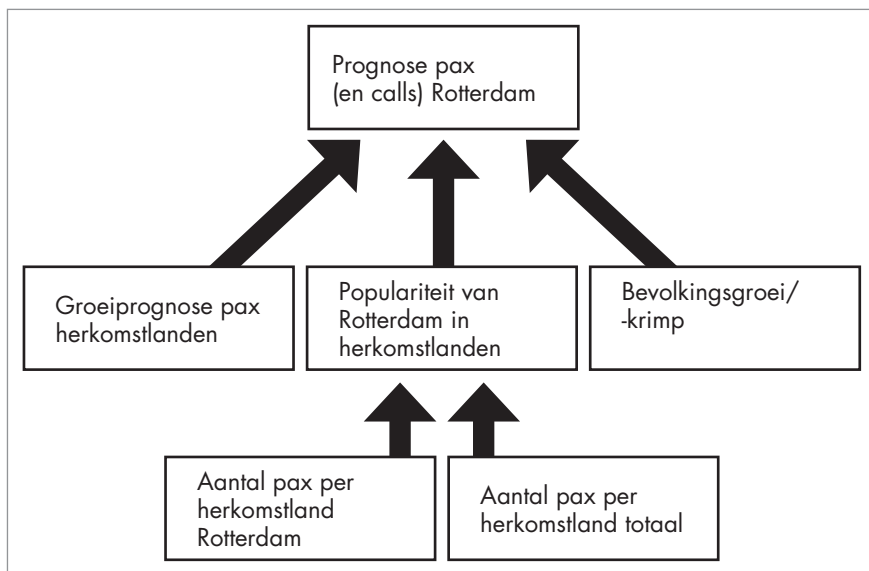 Prognose pax
(en calls) Rotterdam
Groeiprognose pax
herkomstlanden
Populariteit van
Rotterdam in
herkomstlanden
Bevolkingsgroei/
-krimp
Aantal pax per
herkomstland
Rotterdam
Aantal pax per
herkomstland totaal